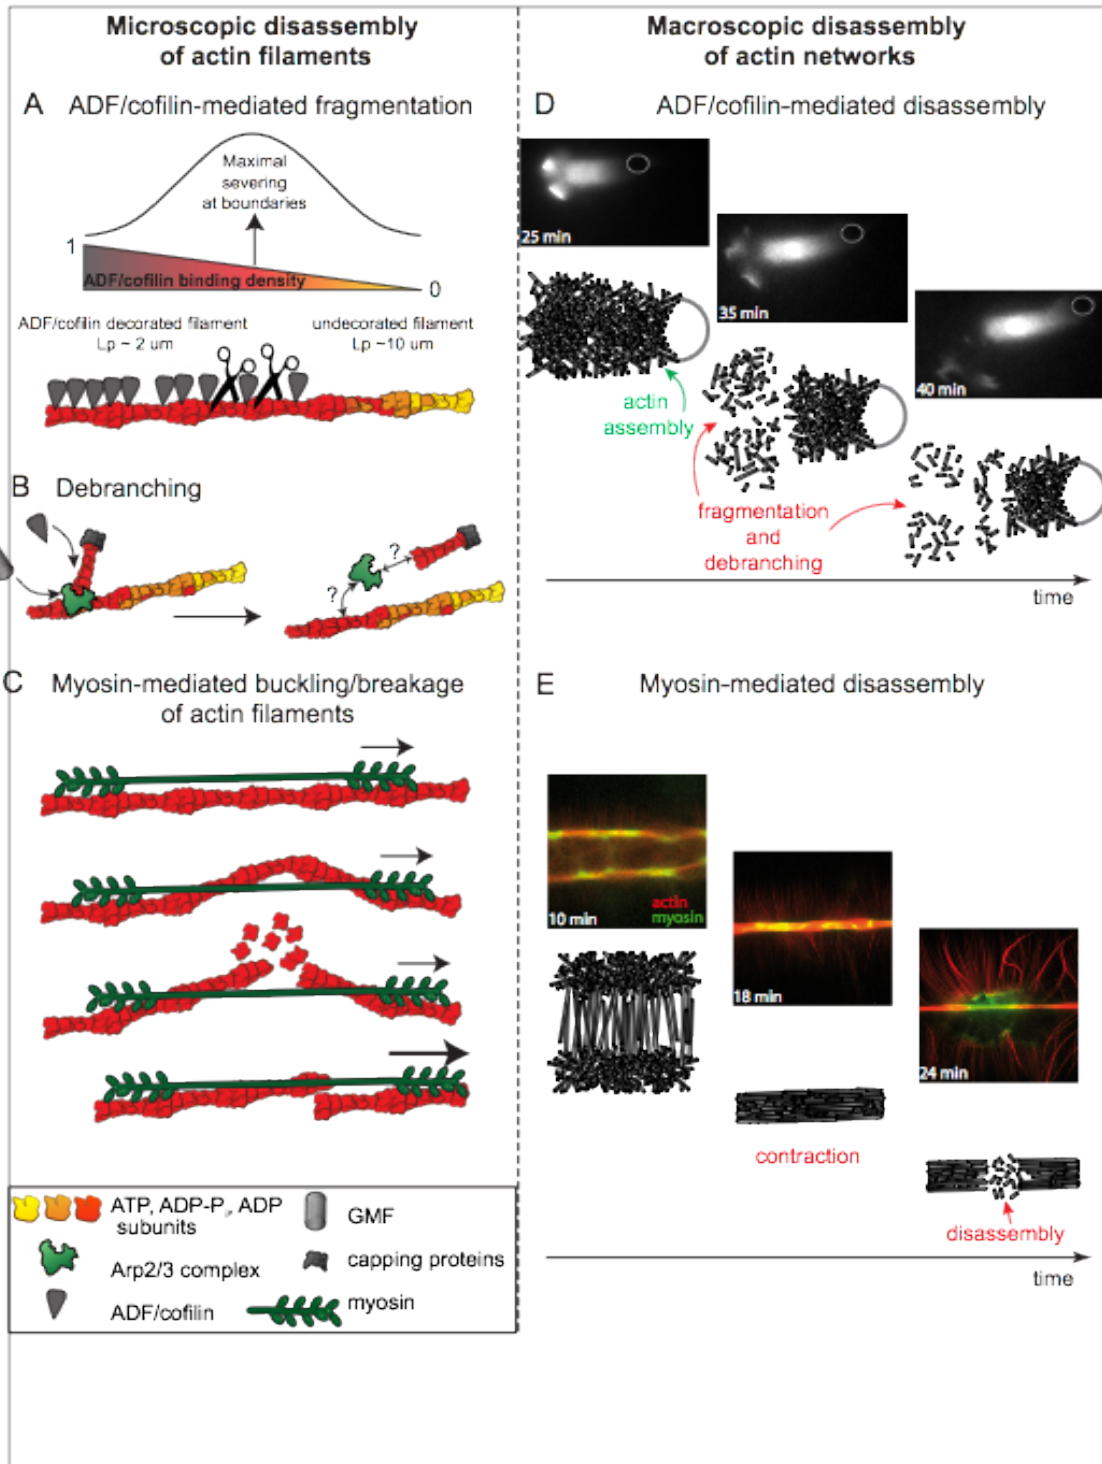 Microscopic disassembly
of actin filaments
A ADF/cofilin-mediated fragmentation
Maximal
severing
at boundaries
1
ADF/cofilin binding density
0
ADF/cofilin decorated filament
Lp ~ 2 um
undecorated filament
Lp ~10 um
B Debranching
?
?
C Myosin-mediated buckling/breakage
of actin filaments
ATP, ADP-Pi, ADP
subunits
GMF
Arp2/3 complex
capping proteins
ADF/cofilin
myosin
Macroscopic disassembly
of actin networks
D ADF/cofilin-mediated disassembly
25 min
35 min
40 min
actin
assembly
fragmentation
and
debranching
time
E Myosin-mediated disassembly
actin
10 min myosin
18 min
24 min
contraction
disassembly
time